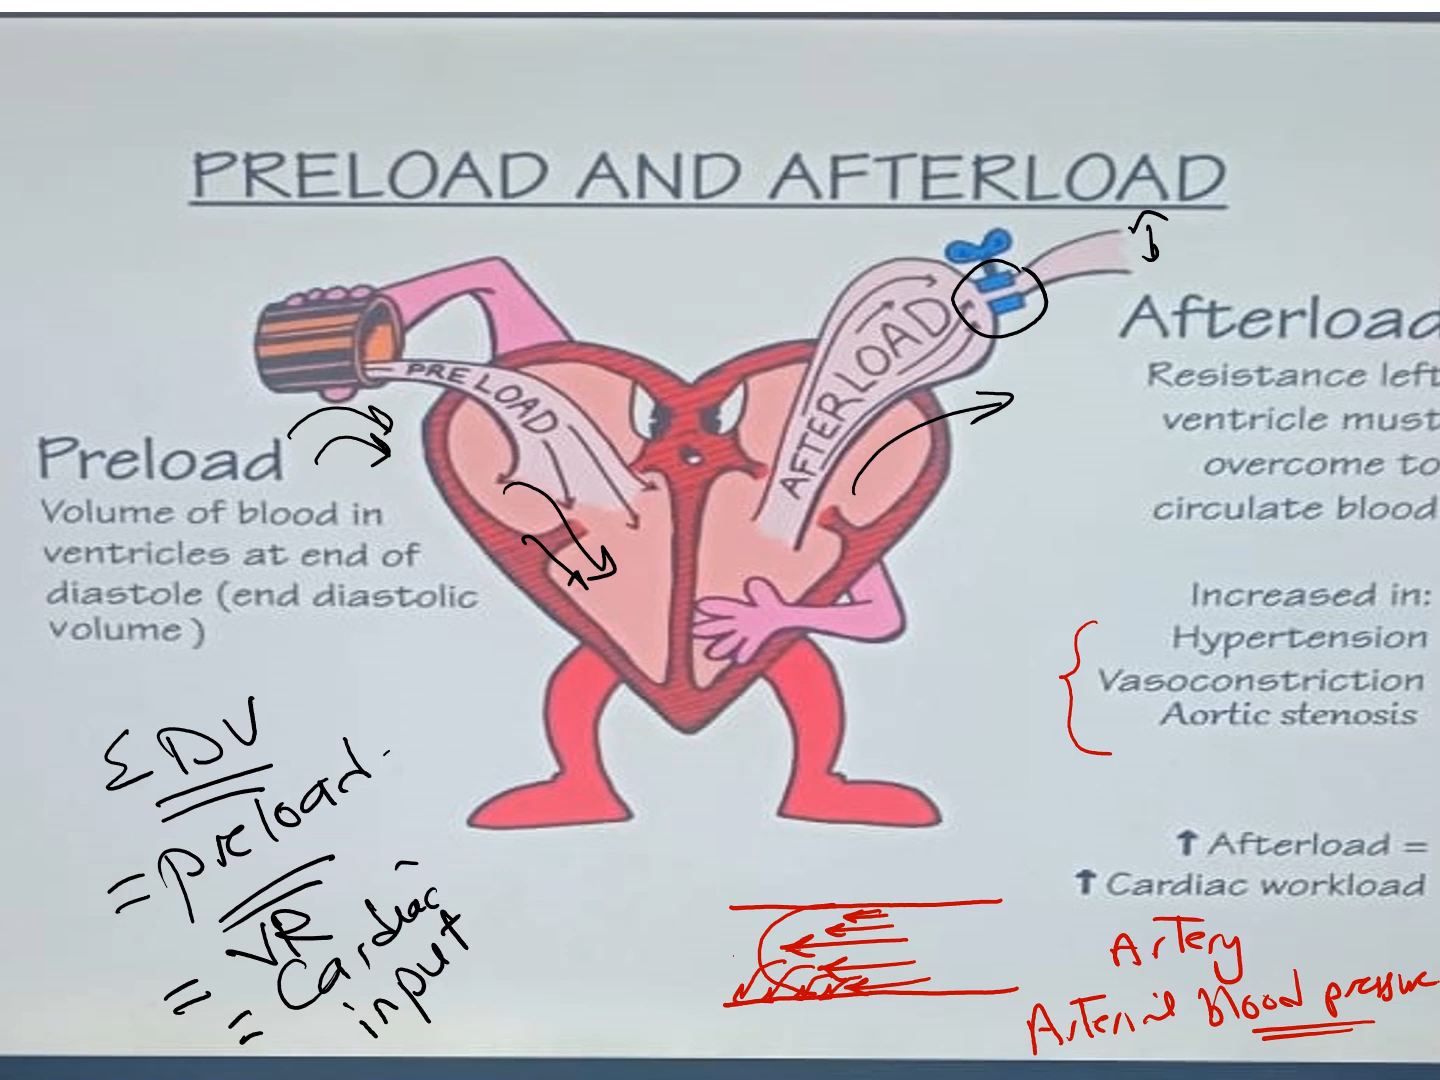 PRELOAD AND AFTERLOAD
PRELOAD
AFTERLOAD
Preload
Volume of blood in
ventricles at end of
diastole (end diastolic
volume)
Afterload
Resistance left
ventricle must
overcome to
circulate blood
Increased in:
Hypertension
Vasoconstriction
Aortic stenosis
↑ Afterload =
↑ Cardiac workload
EDV
= preload
VR
= = Cardiac
input
Artery
Arterial blood pressure